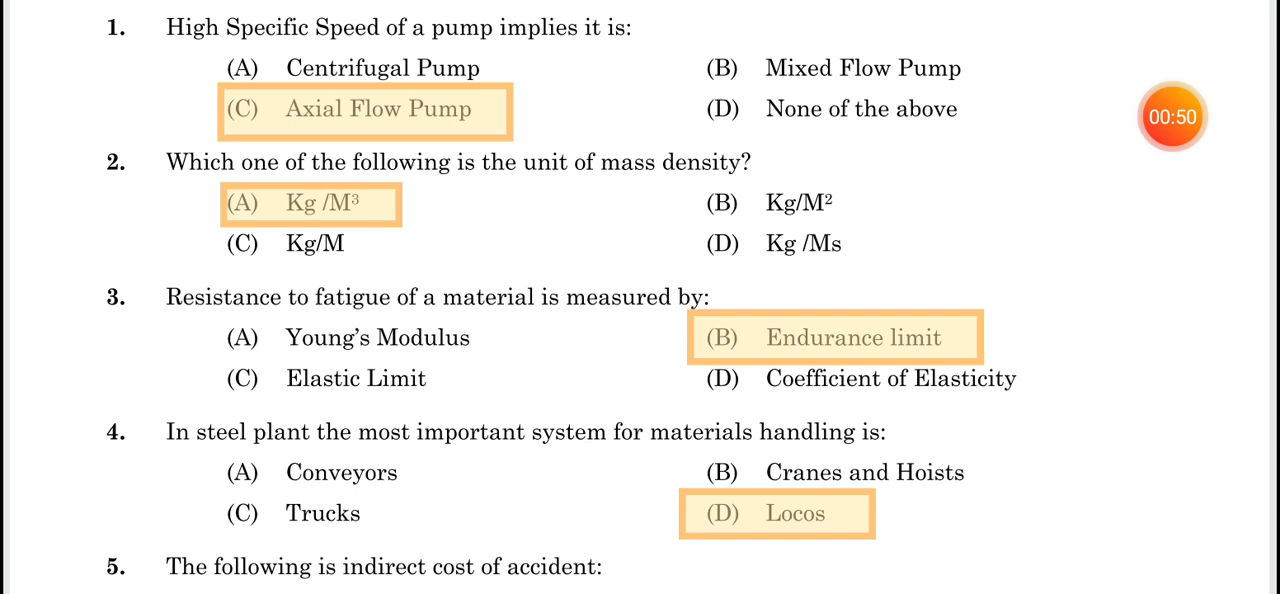 1. High Specific Speed of a pump implies it is:
(A) Centrifugal Pump (B) Mixed Flow Pump
(C) Axial Flow Pump (D) None of the above
00:50
2. Which one of the following is the unit of mass density?
(A) Kg /M³ (B) Kg/M²
(C) Kg/M (D) Kg /Ms
3. Resistance to fatigue of a material is measured by:
(A) Young's Modulus (B) Endurance limit
(C) Elastic Limit (D) Coefficient of Elasticity
4. In steel plant the most important system for materials handling is:
(A) Conveyors (B) Cranes and Hoists
(C) Trucks (D) Locos
5. The following is indirect cost of accident: